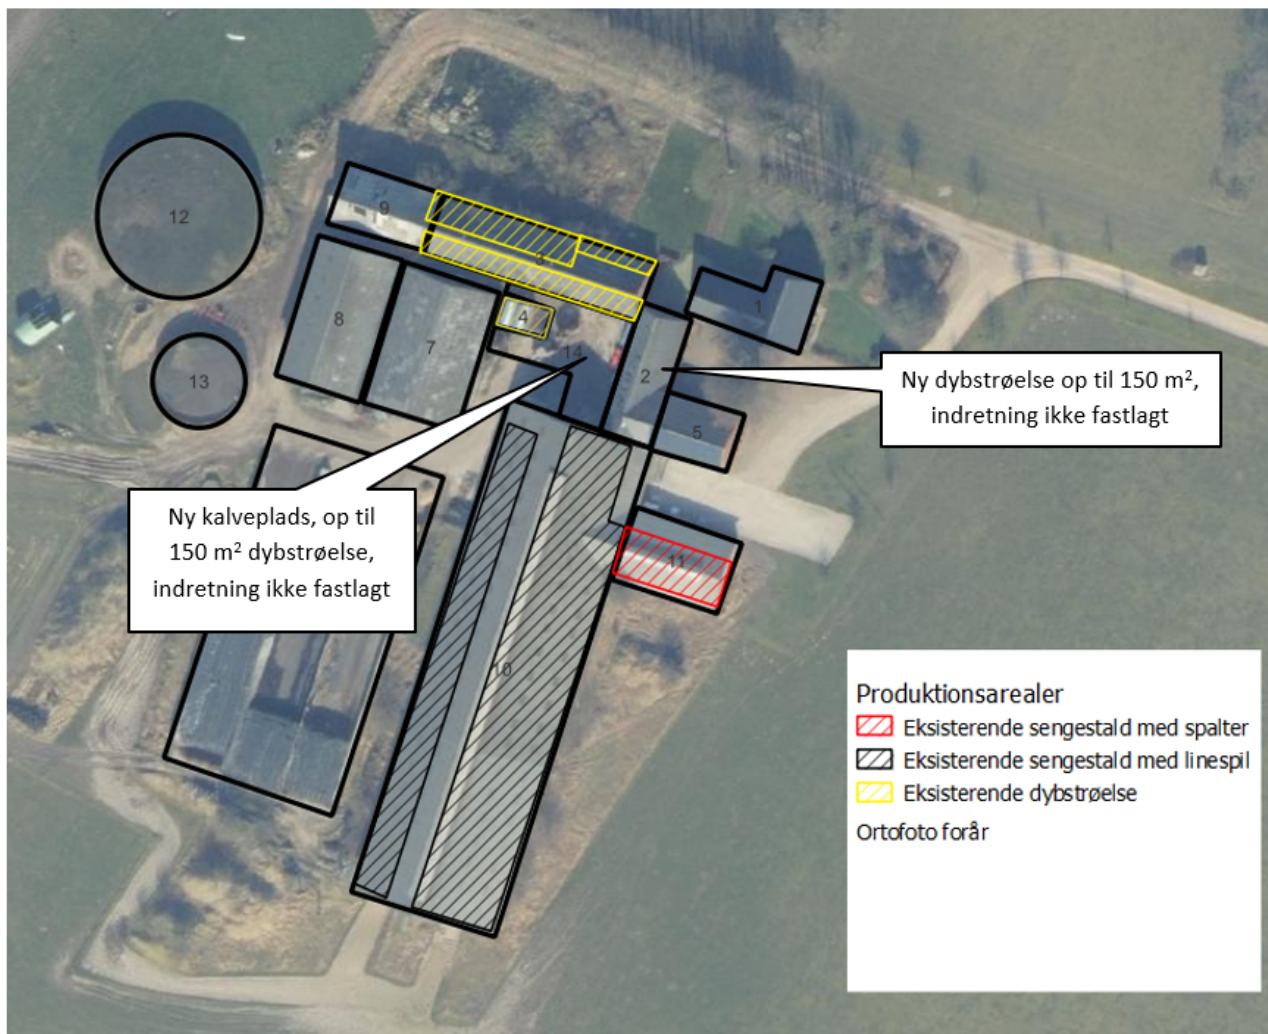 12
9
3
1
4
8
7
14
2
13
5
Ny dybstrøelse op til 150 m²,
indretning ikke fastlagt
Ny kalveplads, op til
150 m² dybstrøelse,
indretning ikke fastlagt
11
10
Produktionsarealer
Eksisterende sengestald med spalter
Eksisterende sengestald med linespil
Eksisterende dybstrøelse
Ortofoto forår